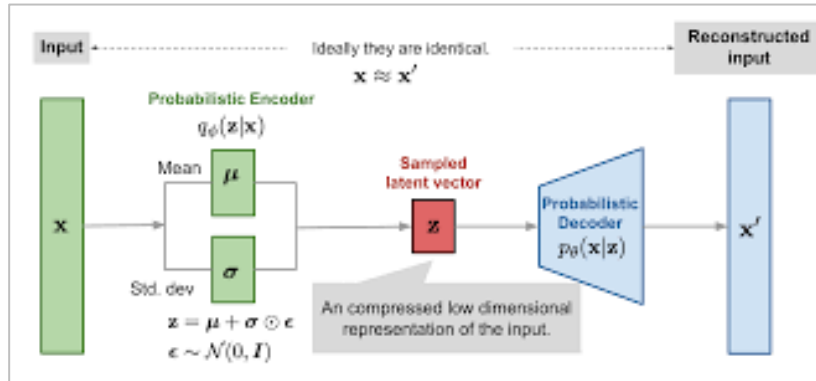 Input
Ideally they are identical.
x ≈ x′
Reconstructed
input
Probabilistic Encoder
qϕ(z|x)
Mean
μ
x
Std. dev
σ
z = μ + σ ⊙ ϵ
ϵ ∼ N(0, I)
Sampled
latent vector
z
An compressed low dimensional
representation of the input.
Probabilistic
Decoder
pθ(x|z)
x′